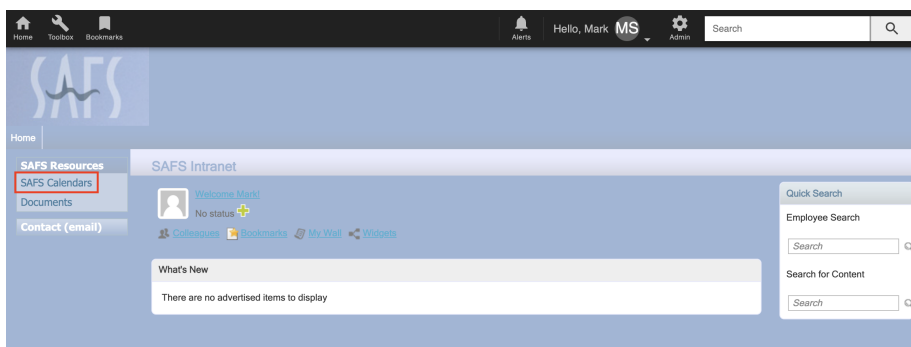 Home Toolbox Bookmarks Alerts Hello, Mark MS Admin Search
SAFS
Home
SAFS Resources
SAFS Calendars
Documents
Contact (email)
SAFS Intranet
Welcome Mark!
No status
Colleagues Bookmarks My Wall Widgets
What's New
There are no advertised items to display
Quick Search
Employee Search
Search
Search for Content
Search